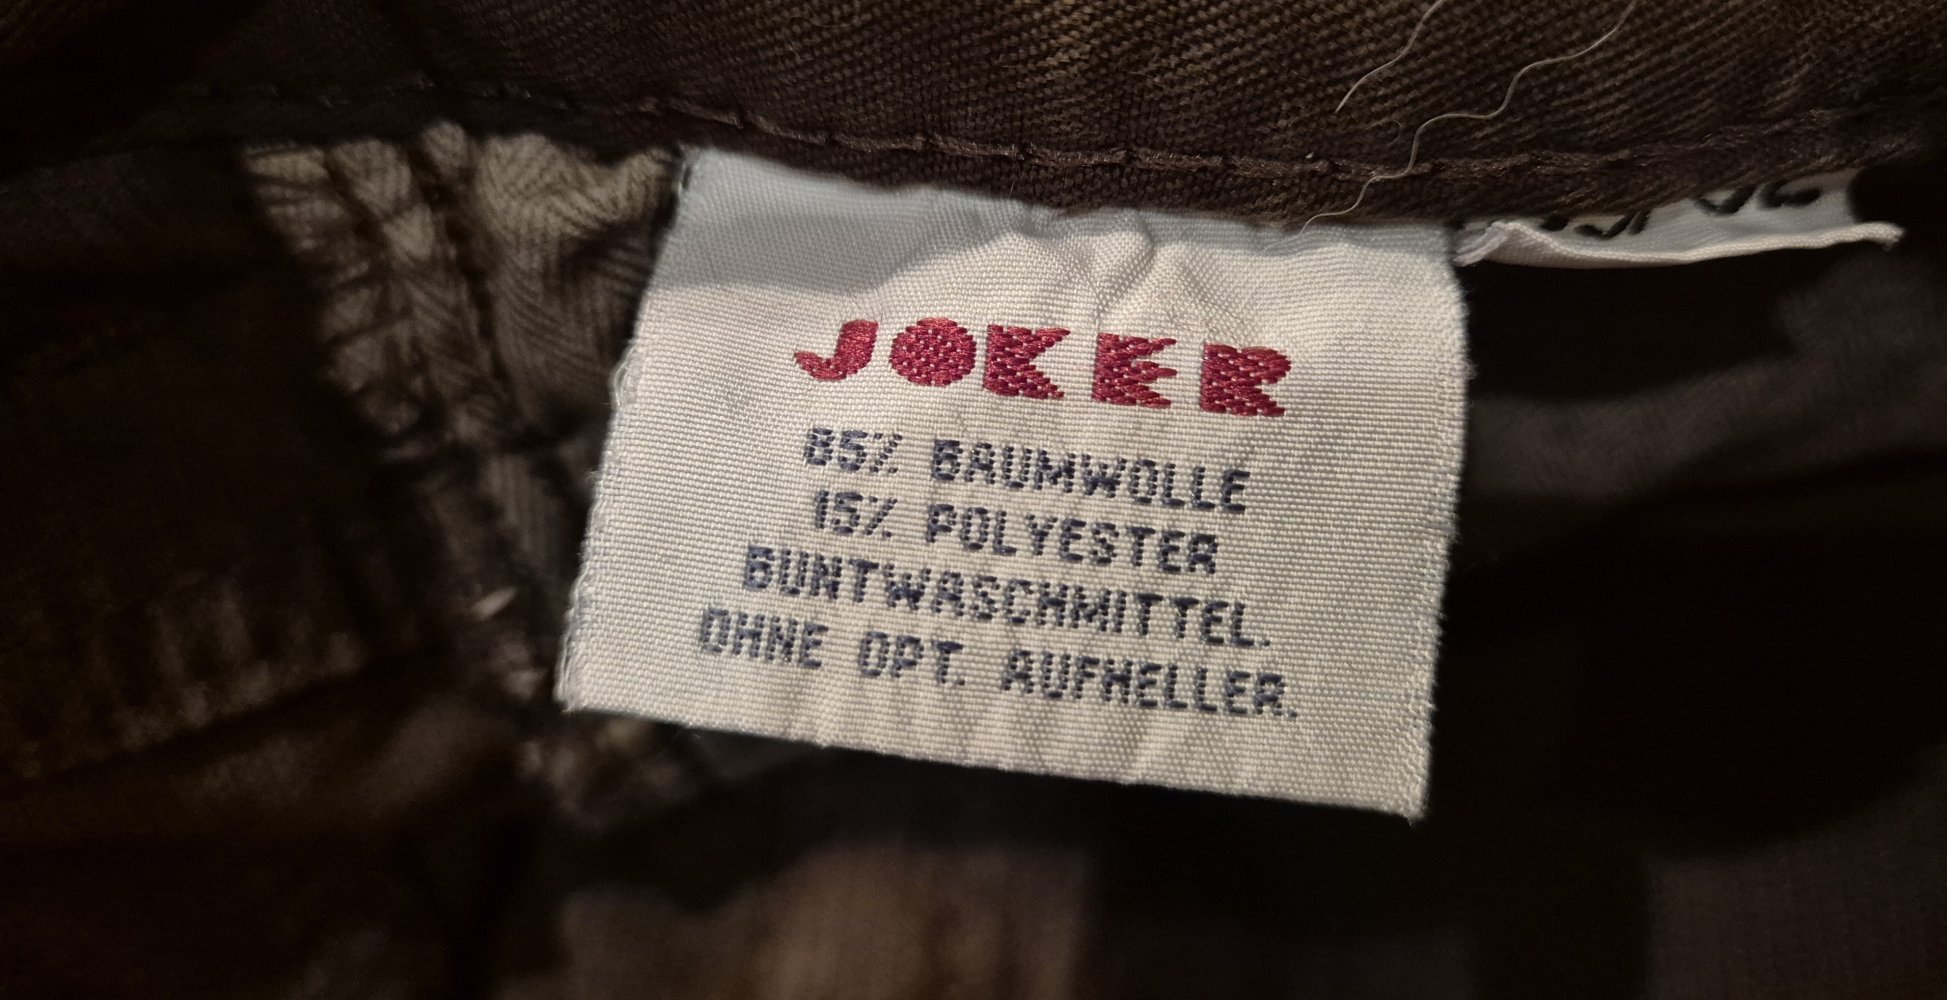 JOKER
85% BAUMWOLLE
15% POLYESTER
BUNTWASCHMITTEL.
OHNE OPT. AUFHELLER.